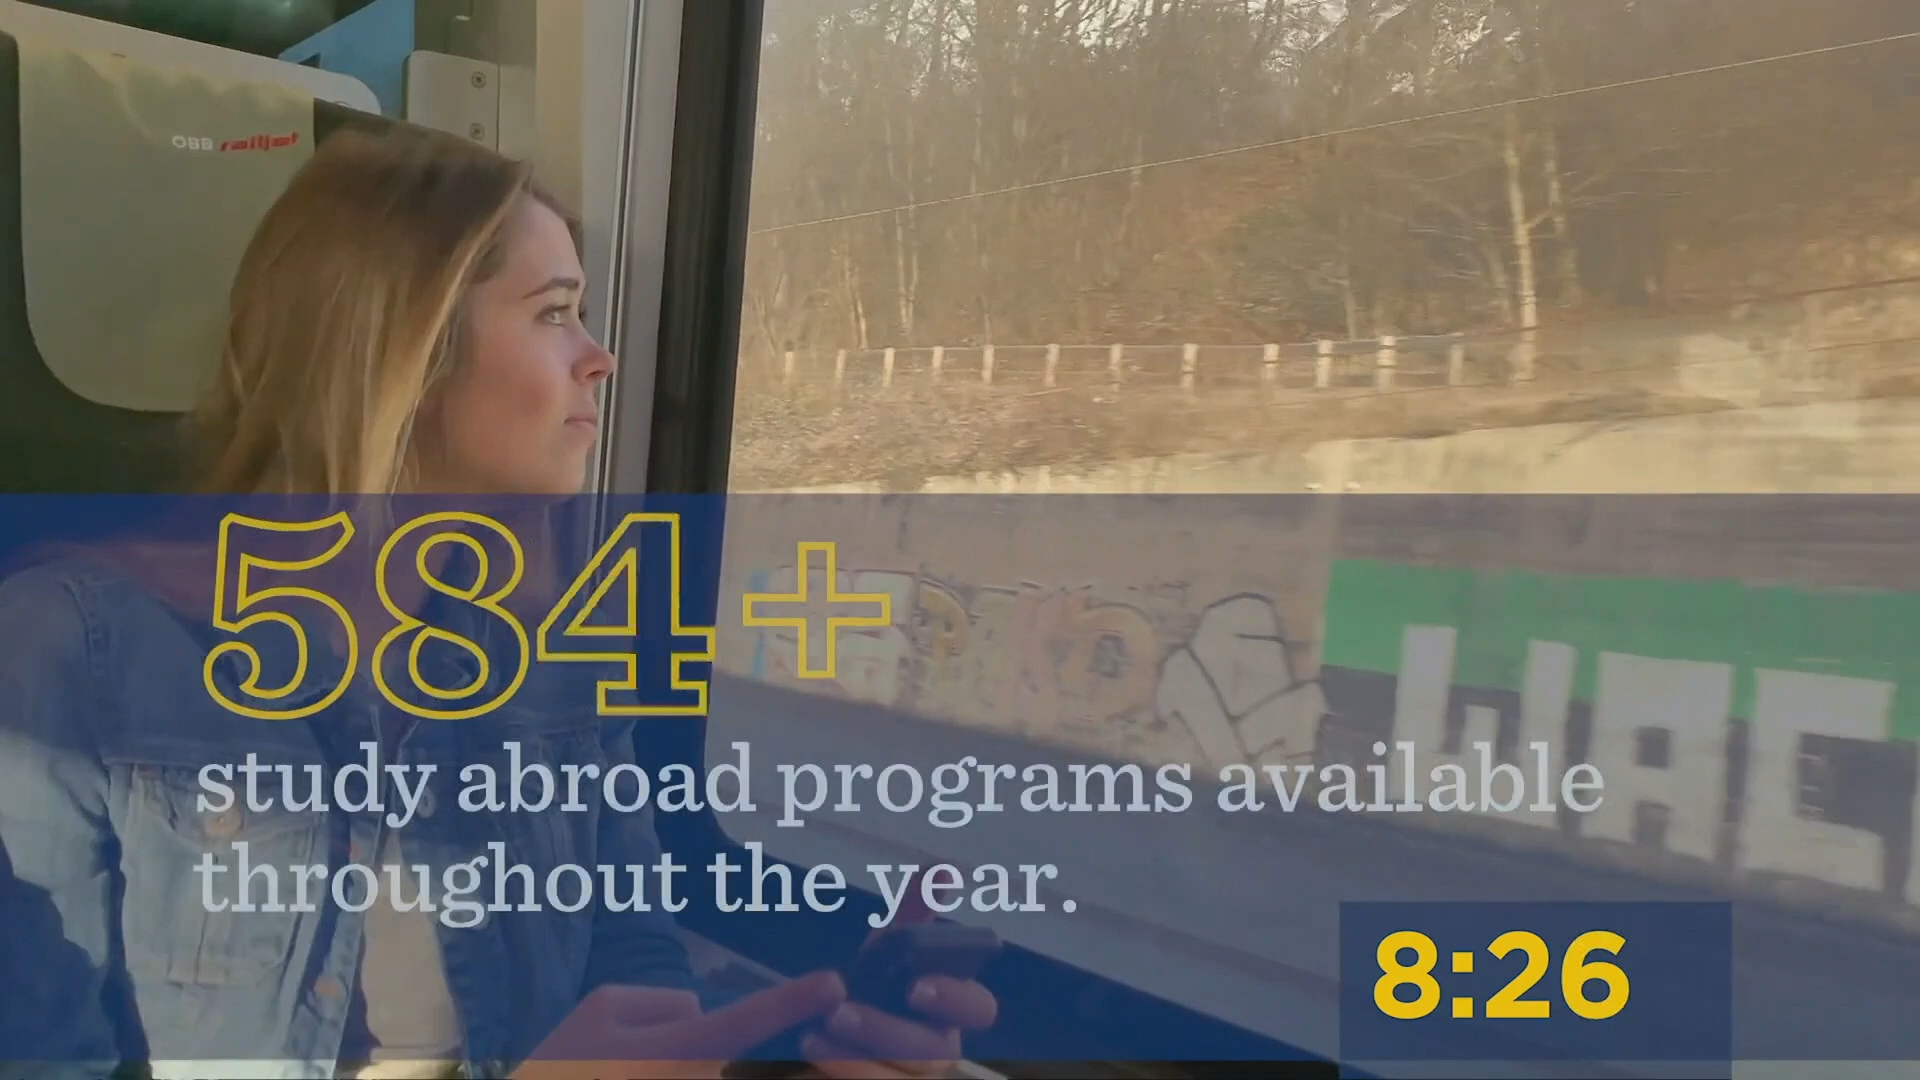 ÖBB railjet
584+
study abroad programs available
throughout the year.
8:26